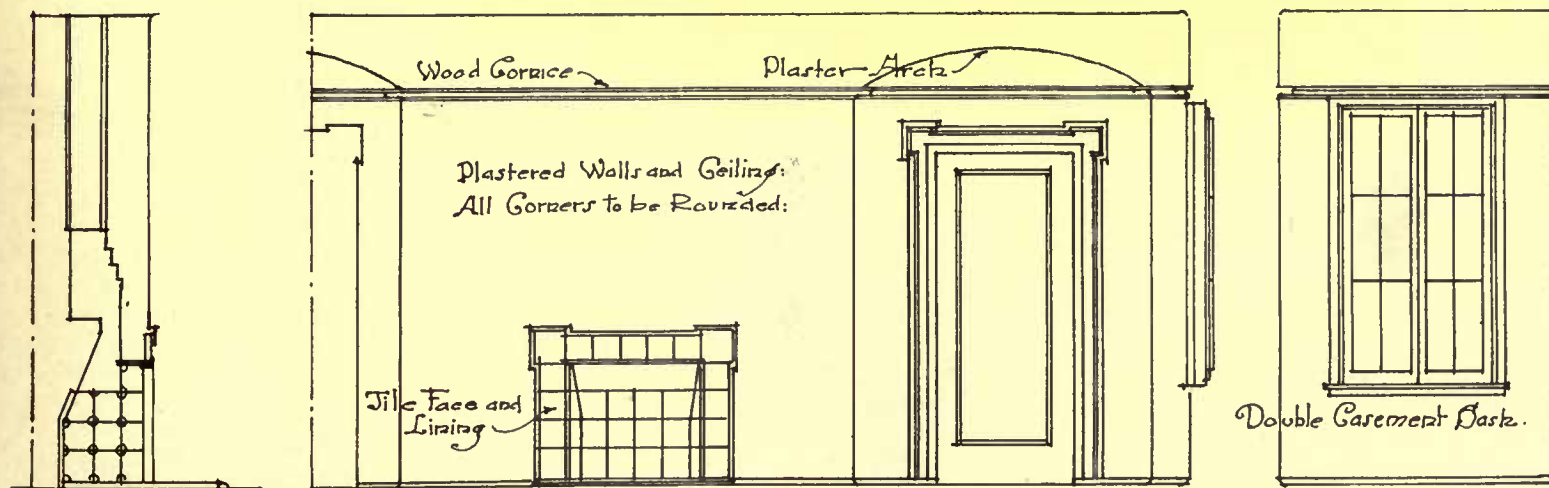 Wood Cornice
Plaster Arch
Plastered Walls and Ceiling:
All Corners to be Rounded:
Tile Face and
Lining
Double Casement Sash.